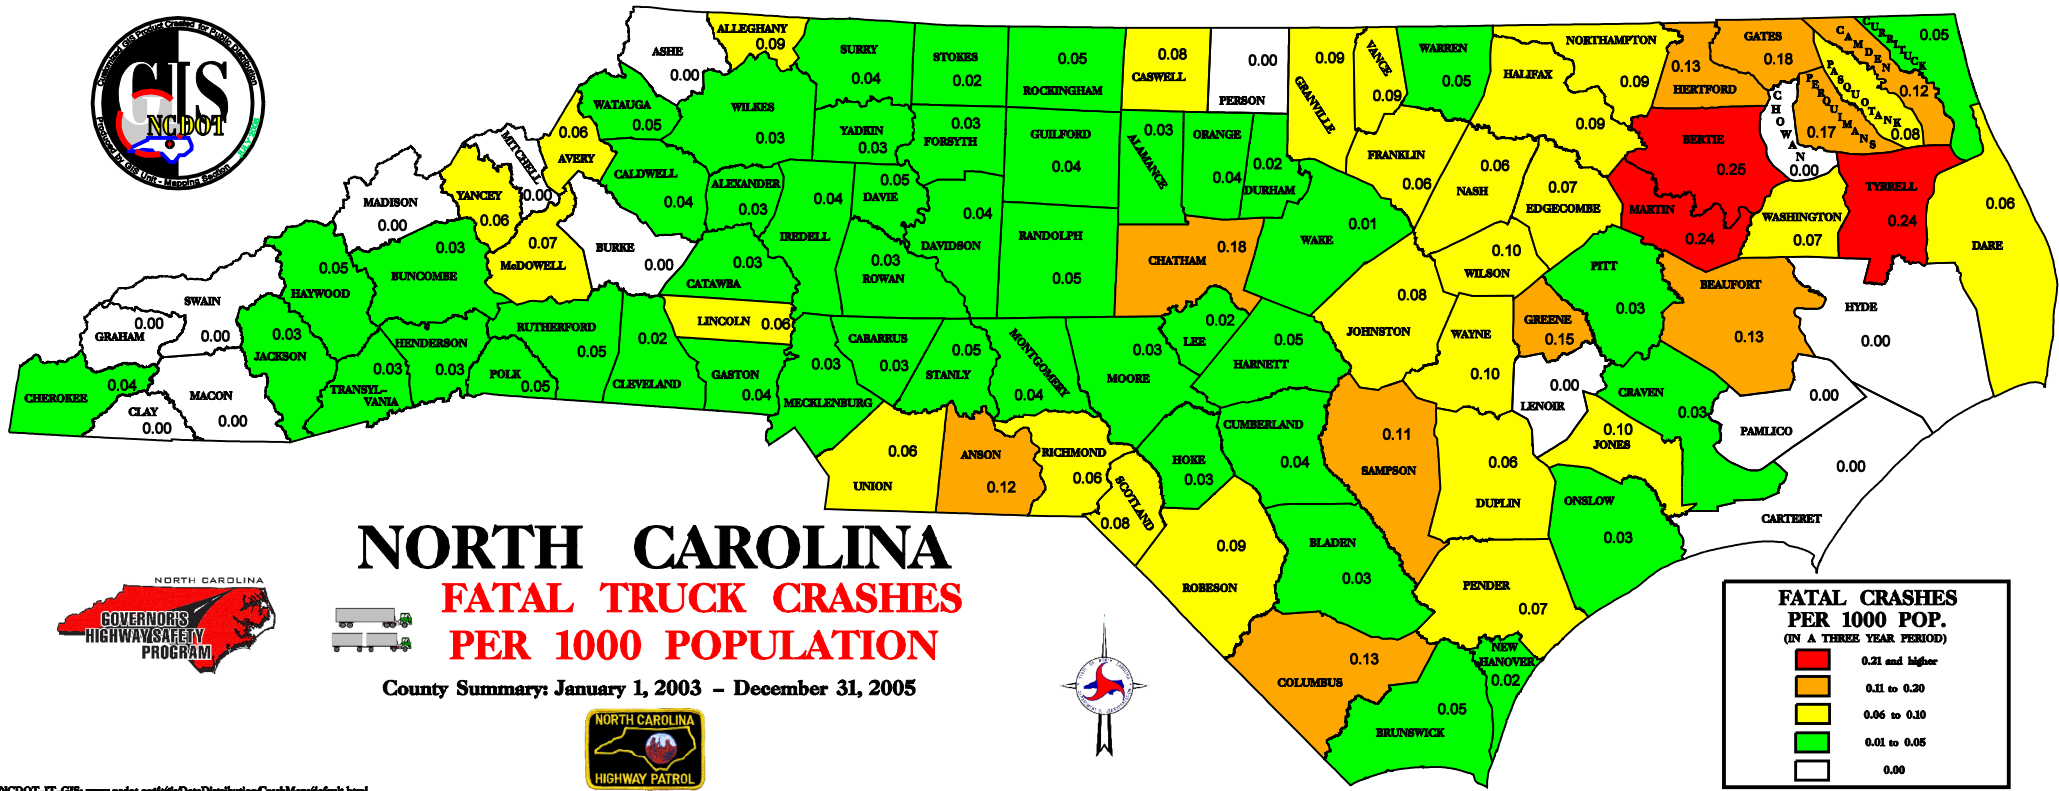 Customized GIS Product Created for Public Distribution
GIS
NCDOT
Produced by GIS Unit - Mapping Section
JULY 2006
ASHE
0.00
ALLEGHANY
0.09
SURRY
0.04
STOKES
0.02
0.05
ROCKINGHAM
0.08
CASWELL
0.00
PERSON
0.09
GRANVILLE
VANCE
0.09
WARREN
0.05
HALIFAX
0.09
NORTHAMPTON
0.09
0.13
HERTFORD
GATES
0.18
CAMDEN
0.12
CURRITUCK
0.05
PASQUOTANK
0.08
PERQUIMANS
0.17
CHOWAN
0.00
WATAUGA
0.05
WILKES
0.03
YADKIN
0.03
0.03
FORSYTH
GUILFORD
0.04
0.03
ALAMANCE
ORANGE
0.04
0.02
DURHAM
FRANKLIN
0.06
0.06
NASH
0.07
EDGECOMBE
BERTIE
0.25
MARTIN
0.24
WASHINGTON
0.07
TYRRELL
0.24
0.06
DARE
MITCHELL
0.00
0.06
AVERY
CALDWELL
0.04
ALEXANDER
0.03
0.04
IREDELL
0.05
DAVIE
0.04
DAVIDSON
RANDOLPH
0.05
CHATHAM
0.18
0.01
WAKE
0.10
WILSON
PITT
0.03
BEAUFORT
0.13
HYDE
0.00
MADISON
0.00
YANCEY
0.06
0.07
McDOWELL
BURKE
0.00
0.03
CATAWBA
0.03
ROWAN
0.03
BUNCOMBE
0.05
HAYWOOD
SWAIN
0.00
0.00
GRAHAM
0.03
JACKSON
HENDERSON
0.03
0.03
TRANSYL-
VANIA
RUTHERFORD
0.05
POLK
0.05
0.02
CLEVELAND
LINCOLN 0.06
GASTON
0.04
0.03
MECKLENBURG
CABARRUS
0.03
0.05
STANLY
MONTGOMERY
0.04
0.03
MOORE
0.02
LEE
0.05
HARNETT
0.08
JOHNSTON
WAYNE
0.10
GREENE
0.15
0.00
LENOIR
CRAVEN
0.03
0.00
PAMLICO
0.04
CHEROKEE
CLAY
0.00
MACON
0.00
0.06
UNION
ANSON
0.12
RICHMOND
0.06
SCOTLAND
0.08
HOKE
0.03
CUMBERLAND
0.04
0.11
SAMPSON
0.06
DUPLIN
0.10
JONES
ONSLOW
0.03
0.00
CARTERET
0.09
ROBESON
BLADEN
0.03
PENDER
0.07
0.13
COLUMBUS
0.05
BRUNSWICK
NEW
HANOVER
0.02
NORTH CAROLINA
FATAL TRUCK CRASHES
PER 1000 POPULATION
County Summary: January 1, 2003 - December 31, 2005
NORTH CAROLINA
GOVERNOR'S
HIGHWAY SAFETY
PROGRAM
NORTH CAROLINA
HIGHWAY PATROL
FATAL CRASHES
PER 1000 POP.
(IN A THREE YEAR PERIOD)
0.21 and higher
0.11 to 0.20
0.06 to 0.10
0.01 to 0.05
0.00